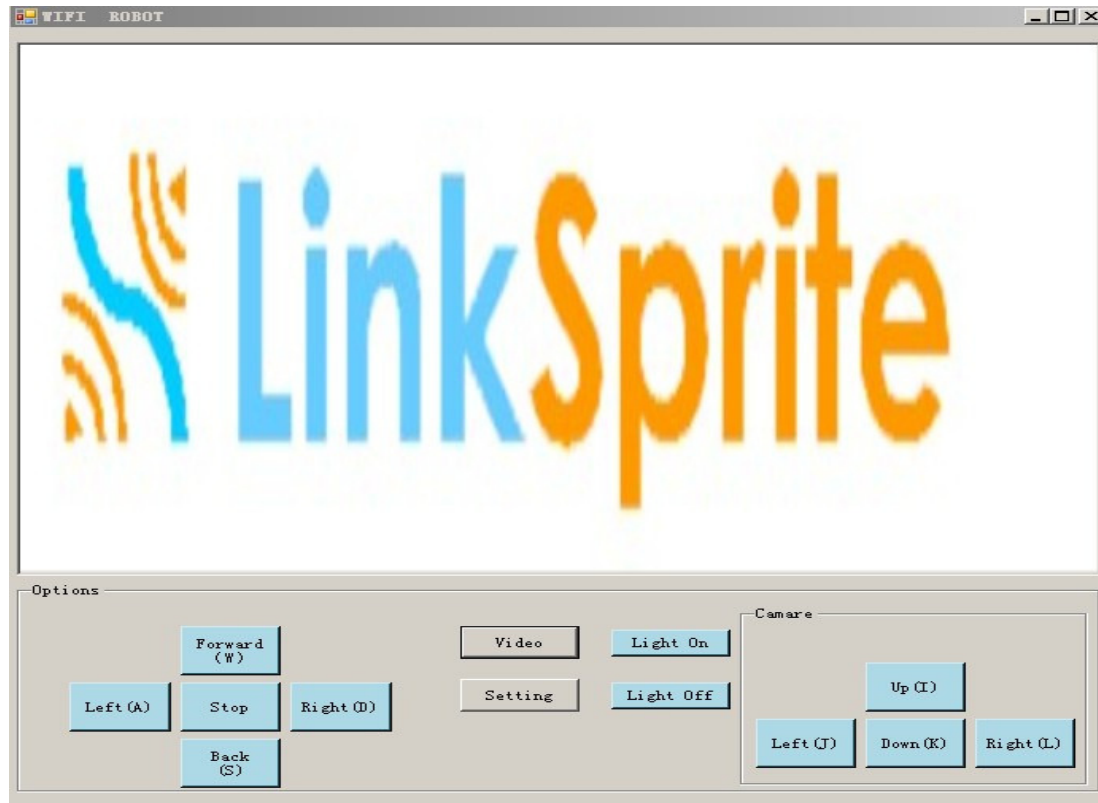 WIFI ROBOT
LinkSprite
Options
Forward
(W)
Left(A)
Stop
Right(D)
Back
(S)
Video
Setting
Light On
Light Off
Camare
Up(I)
Left(J)
Down(K)
Right(L)